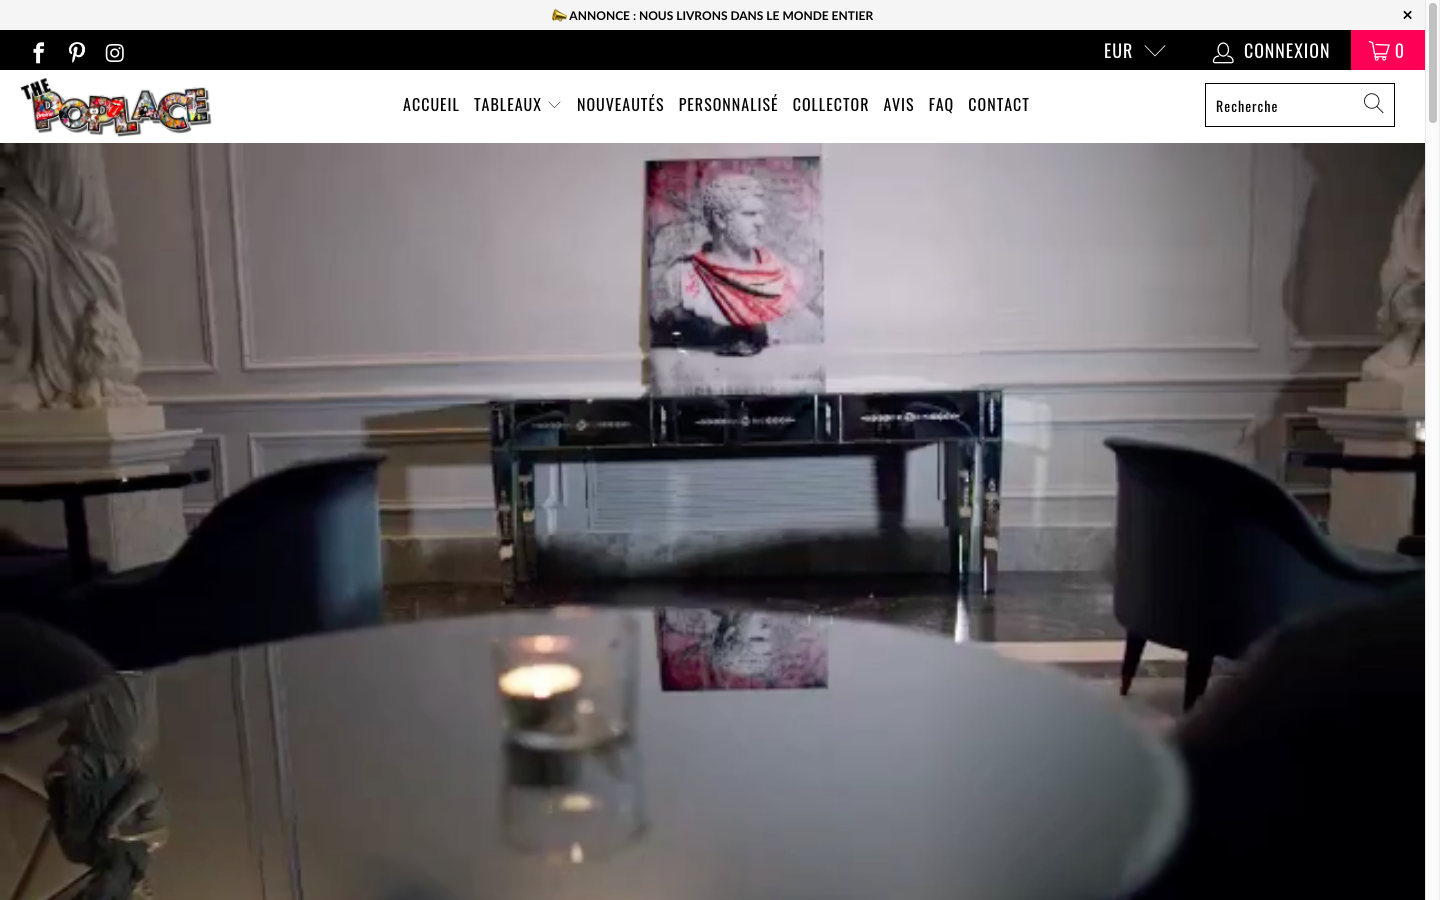 ANNONCE : NOUS LIVRONS DANS LE MONDE ENTIER
EUR
CONNEXION
0
THE POPLACE
ACCUEIL TABLEAUX NOUVEAUTÉS PERSONNALISÉ COLLECTOR AVIS FAQ CONTACT
Recherche